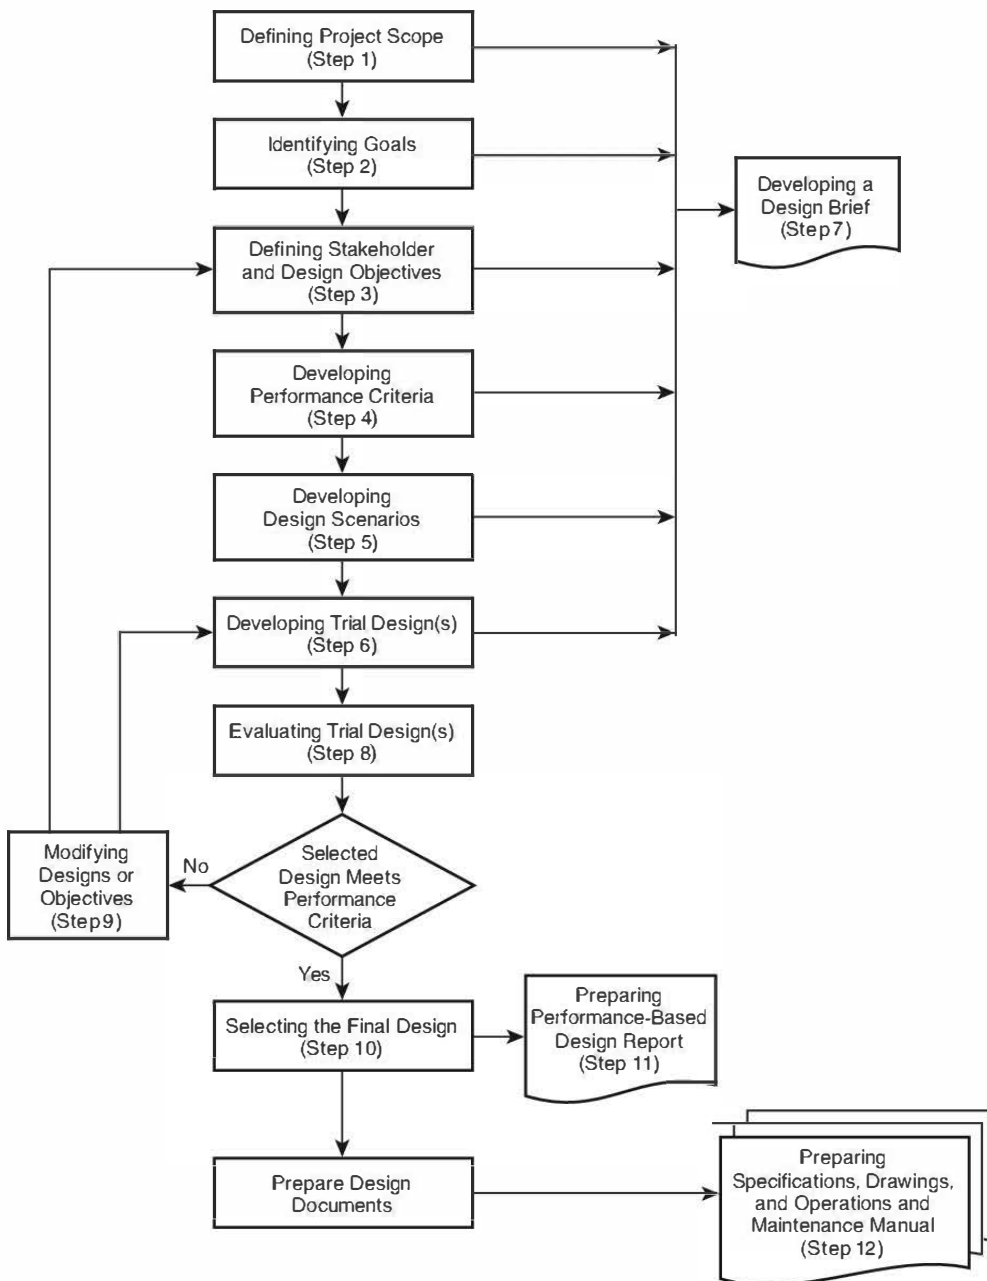 Defining Project Scope
(Step 1)
Identifying Goals
(Step 2)
Developing a
Design Brief
(Step 7)
Defining Stakeholder
and Design Objectives
(Step 3)
Developing
Performance Criteria
(Step 4)
Developing
Design Scenarios
(Step 5)
Developing Trial Design(s)
(Step 6)
Evaluating Trial Design(s)
(Step 8)
Modifying
Designs or
Objectives
(Step 9)
No
Selected
Design Meets
Performance
Criteria
Yes
Selecting the Final Design
(Step 10)
Preparing
Performance-Based
Design Report
(Step 11)
Prepare Design
Documents
Preparing
Specifications, Drawings,
and Operations and
Maintenance Manual
(Step 12)